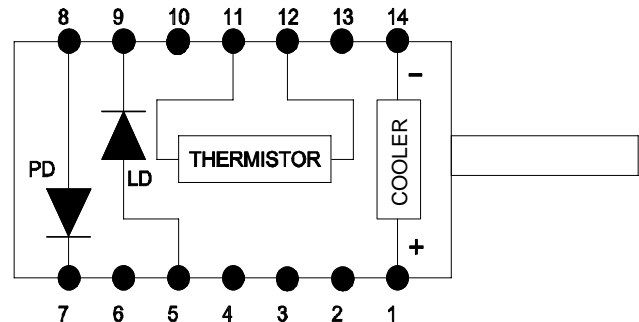 8 9 10 11 12 13 14
-
THERMISTOR
COOLER
PD
LD
+
7 6 5 4 3 2 1